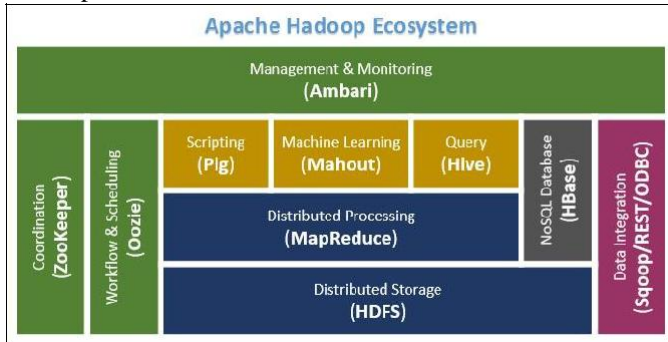 Apache Hadoop Ecosystem
Management & Monitoring
(Ambari)
Coordination
(ZooKeeper)
Workflow & Scheduling
(Oozie)
Scripting
(Pig)
Machine Learning
(Mahout)
Query
(Hive)
Distributed Processing
(MapReduce)
NoSQL Database
(HBase)
Data Integration
(Sqoop/REST/ODBC)
Distributed Storage
(HDFS)